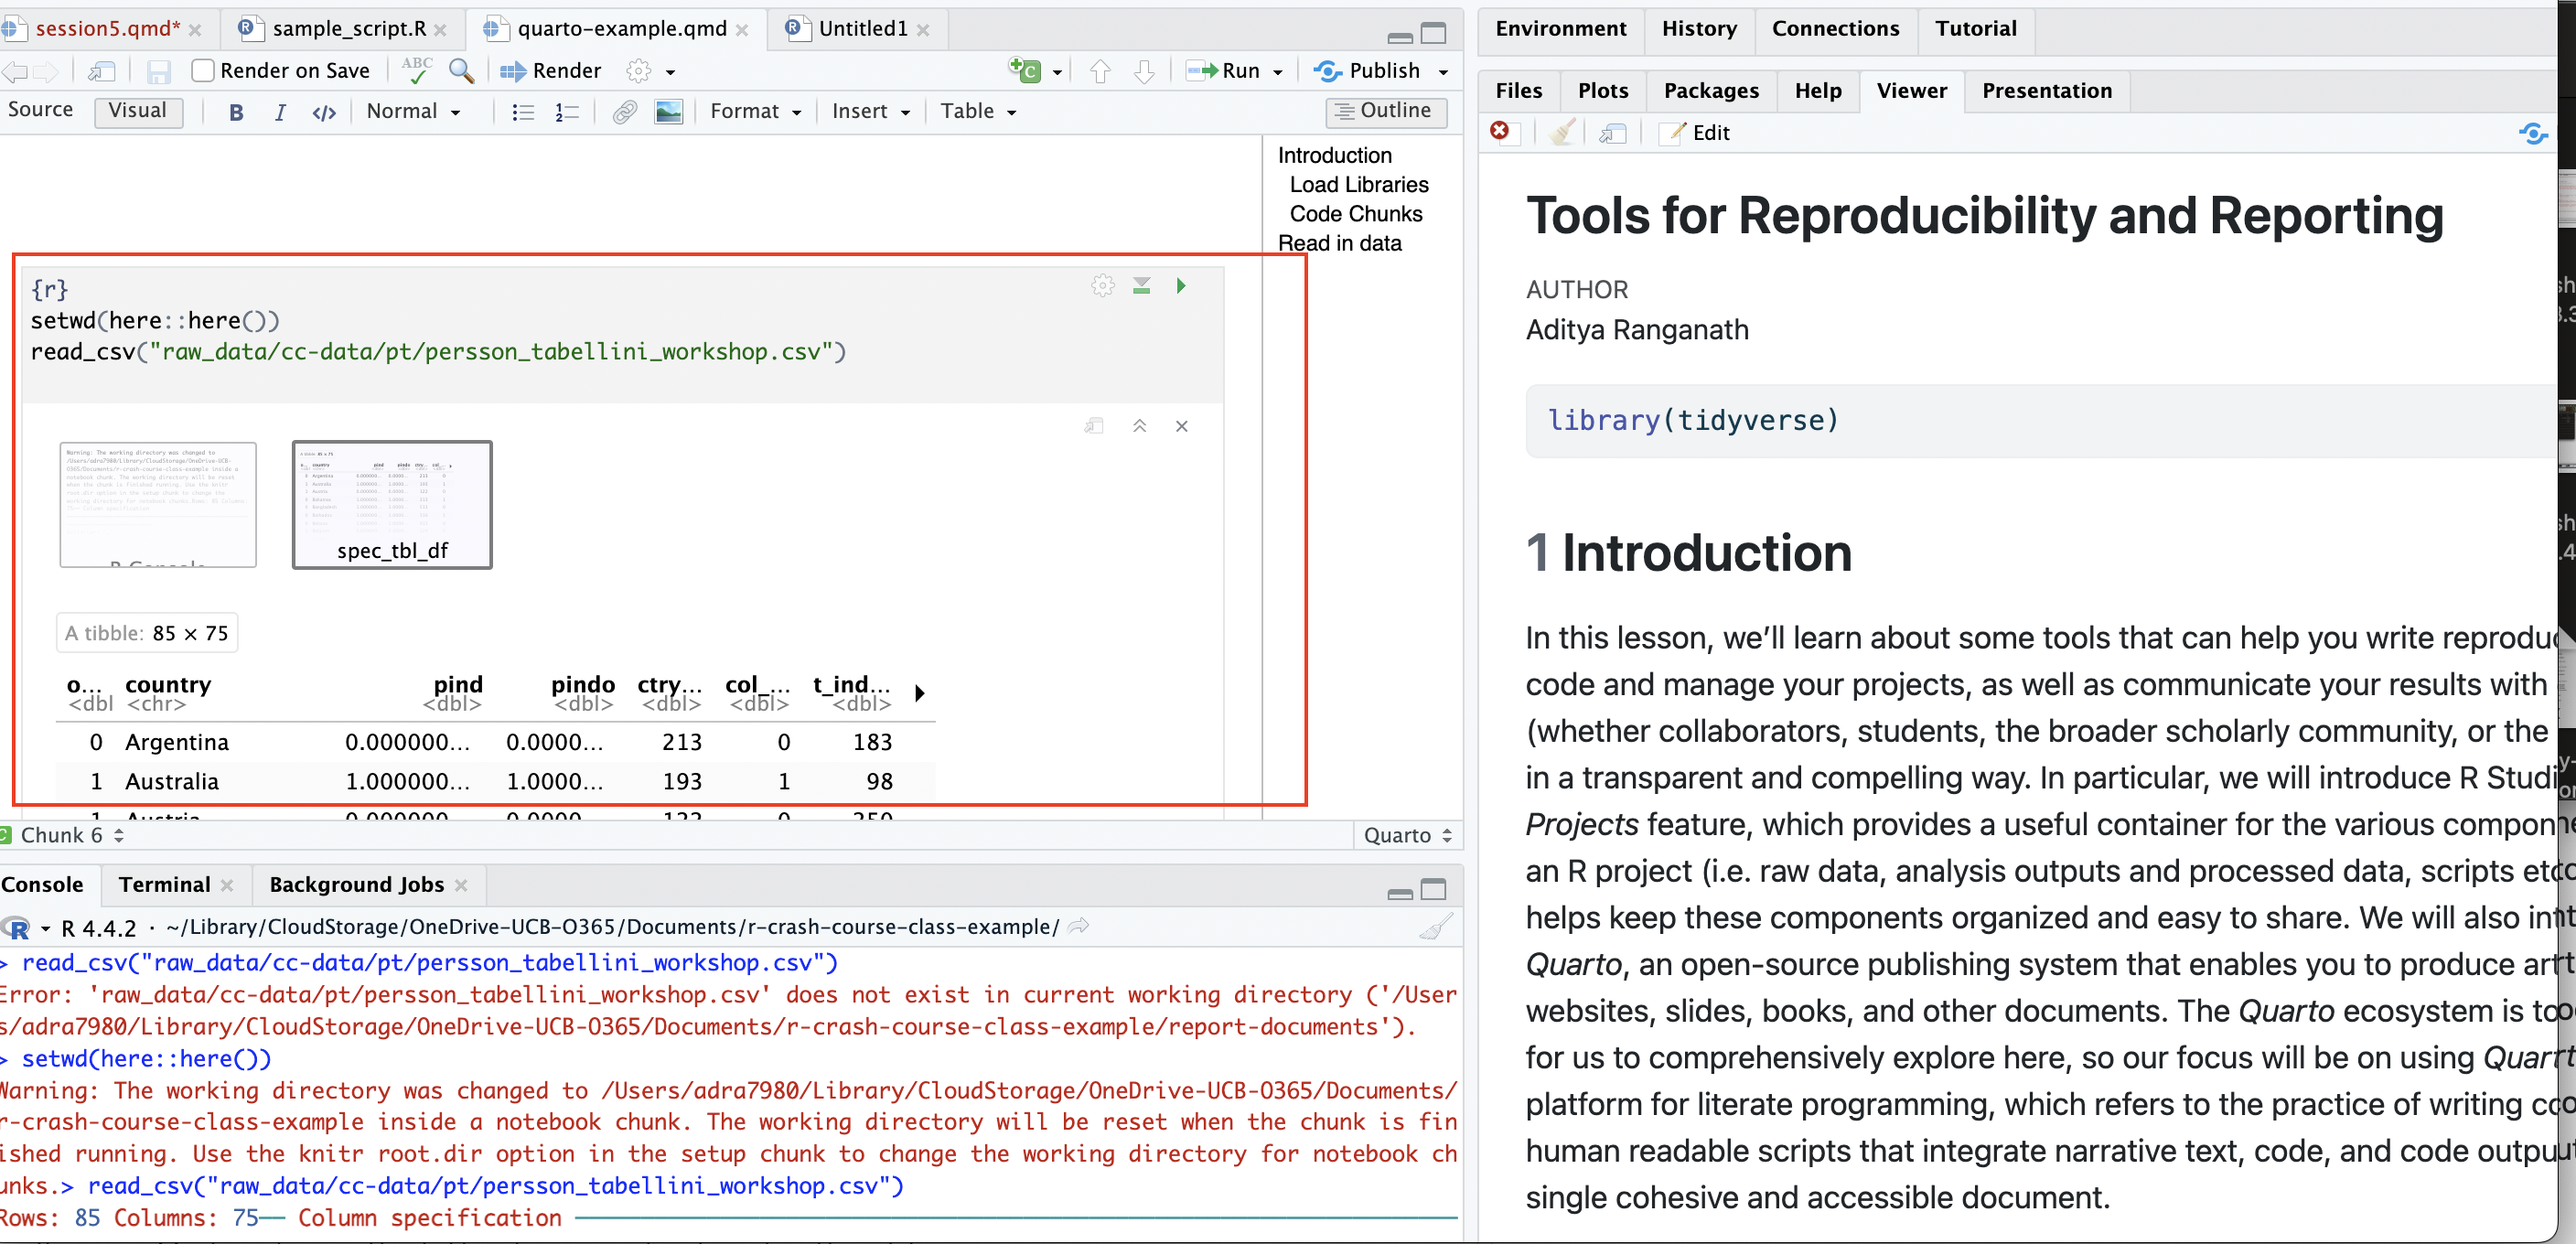 session5.qmd*
sample_script.R
quarto-example.qmd
Untitled1
Render on Save
ABC
Render
Run
Publish
Source
Visual
B
I
</>
Normal
Format
Insert
Table
Outline
Introduction
Load Libraries
Code Chunks
Read in data
{r}
setwd(here::here())
read_csv("raw_data/cc-data/pt/persson_tabellini_workshop.csv")
R Console
spec_tbl_df
A tibble: 85 × 75
o... country pind pindo ctry... col_... t_ind...
<dbl <chr> <dbl> <dbl> <dbl> <dbl> <dbl>
0 Argentina 0.000000... 0.0000... 213 0 183
1 Australia 1.000000... 1.0000... 193 1 98
1 Austria 0.000000... 0.0000... 122 0 250
Chunk 6
Quarto
Console
Terminal
Background Jobs
R 4.4.2 · ~/Library/CloudStorage/OneDrive-UCB-O365/Documents/r-crash-course-class-example/
> read_csv("raw_data/cc-data/pt/persson_tabellini_workshop.csv")
Error: 'raw_data/cc-data/pt/persson_tabellini_workshop.csv' does not exist in current working directory ('/User
s/adra7980/Library/CloudStorage/OneDrive-UCB-O365/Documents/r-crash-course-class-example/report-documents').
> setwd(here::here())
Warning: The working directory was changed to /Users/adra7980/Library/CloudStorage/OneDrive-UCB-O365/Documents/
r-crash-course-class-example inside a notebook chunk. The working directory will be reset when the chunk is fin
ished running. Use the knitr root.dir option in the setup chunk to change the working directory for notebook ch
unks.> read_csv("raw_data/cc-data/pt/persson_tabellini_workshop.csv")
Rows: 85 Columns: 75── Column specification
Environment
History
Connections
Tutorial
Files
Plots
Packages
Help
Viewer
Presentation
Edit
Tools for Reproducibility and Reporting
AUTHOR
Aditya Ranganath
library(tidyverse)
1 Introduction
In this lesson, we’ll learn about some tools that can help you write reproduc
code and manage your projects, as well as communicate your results with
(whether collaborators, students, the broader scholarly community, or the
in a transparent and compelling way. In particular, we will introduce R Studi
Projects feature, which provides a useful container for the various compone
an R project (i.e. raw data, analysis outputs and processed data, scripts etc
helps keep these components organized and easy to share. We will also int
Quarto, an open-source publishing system that enables you to produce art
websites, slides, books, and other documents. The Quarto ecosystem is to
for us to comprehensively explore here, so our focus will be on using Quart
platform for literate programming, which refers to the practice of writing co
human readable scripts that integrate narrative text, code, and code outpu
single cohesive and accessible document.